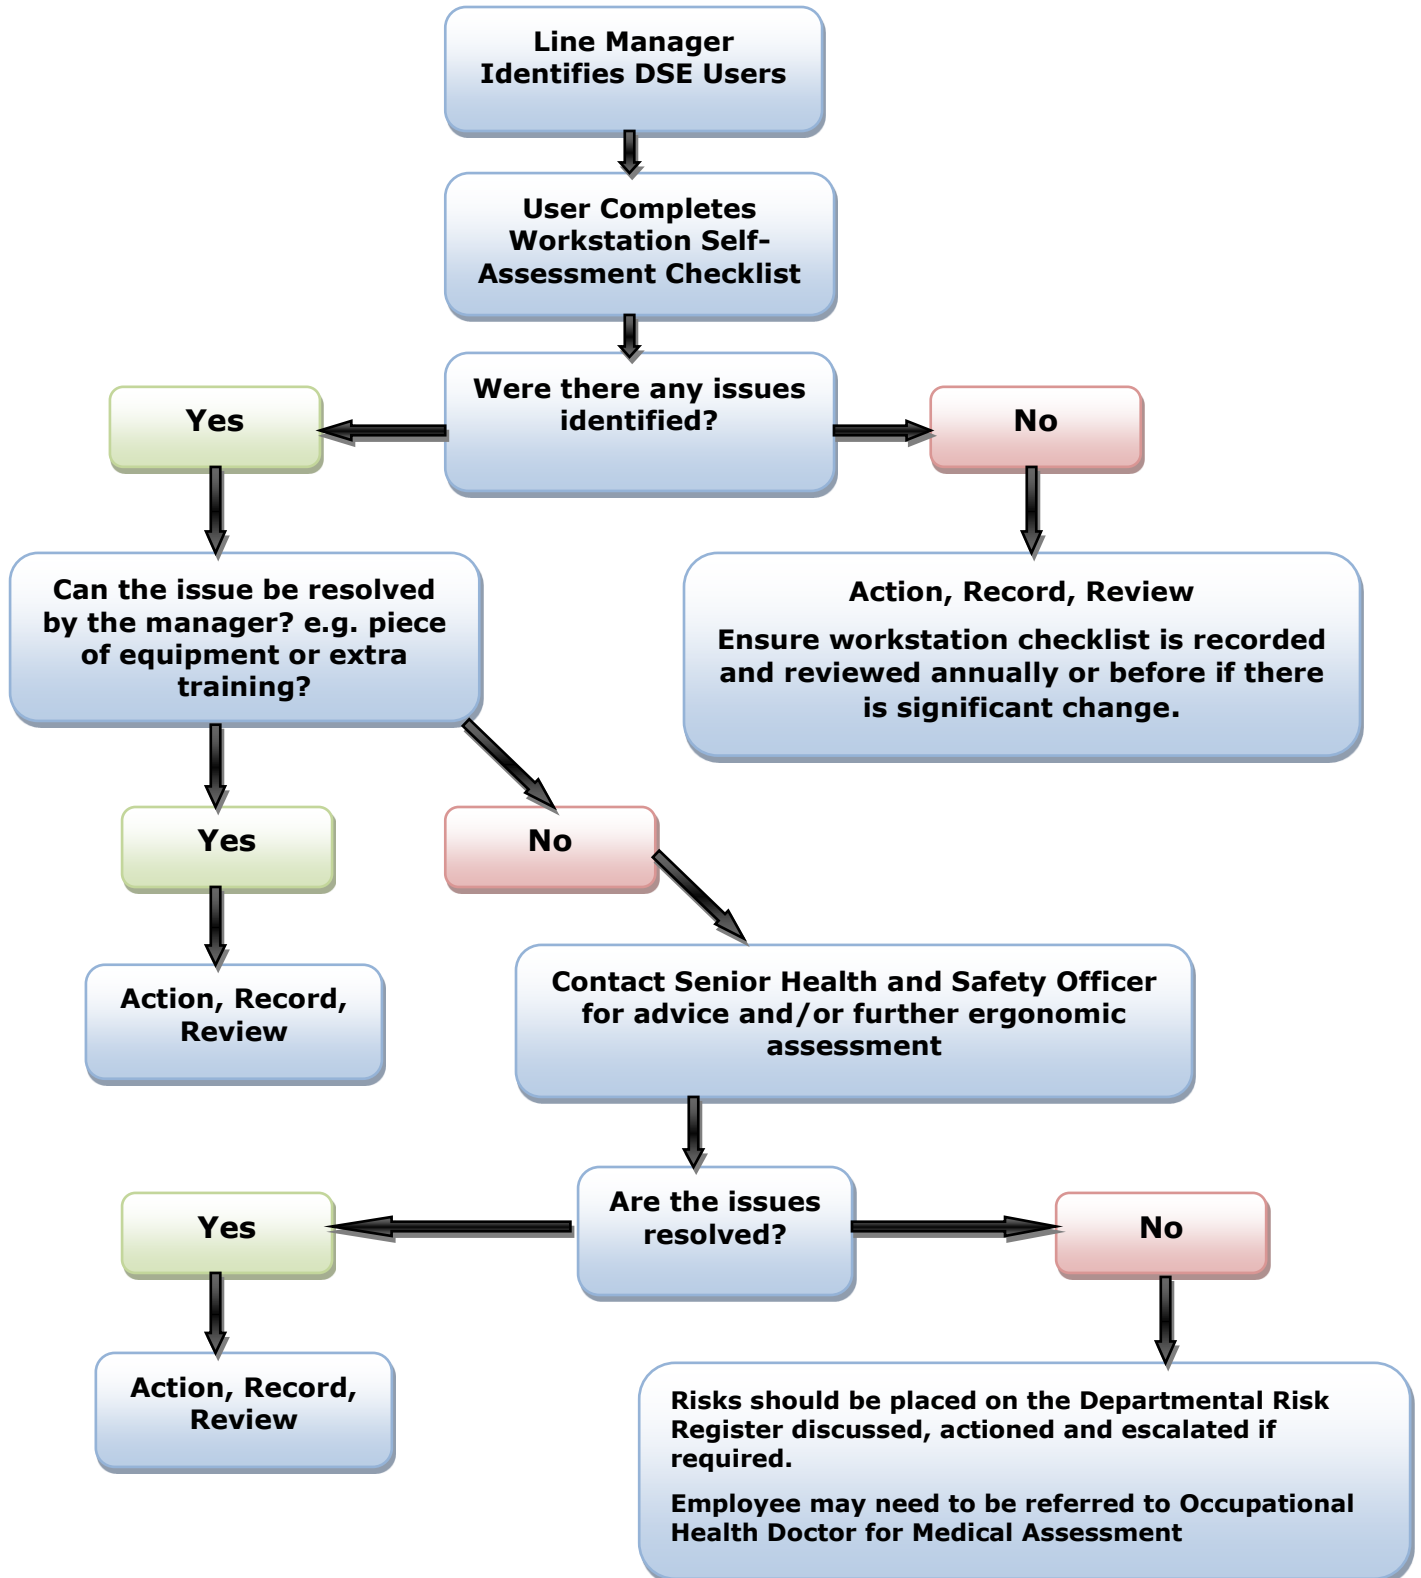 Line Manager
Identifies DSE Users
User Completes
Workstation Self-
Assessment Checklist
Were there any issues
identified?
Yes
No
Can the issue be resolved
by the manager? e.g. piece
of equipment or extra
training?
Action, Record, Review
Ensure workstation checklist is recorded
and reviewed annually or before if there
is significant change.
Yes
No
Action, Record,
Review
Contact Senior Health and Safety Officer
for advice and/or further ergonomic
assessment
Are the issues
resolved?
Yes
No
Action, Record,
Review
Risks should be placed on the Departmental Risk
Register discussed, actioned and escalated if
required.
Employee may need to be referred to Occupational
Health Doctor for Medical Assessment